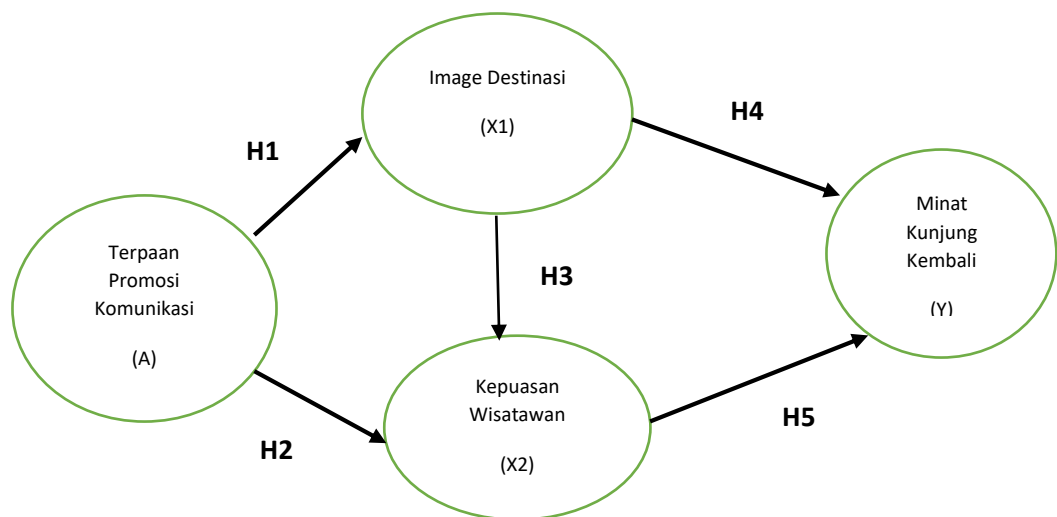 Image Destinasi
(X1)
H4
H1
Minat
Kunjung
Kembali
(Y)
Terpaan
Promosi
Komunikasi
(A)
H3
Kepuasan
Wisatawan
(X2)
H5
H2